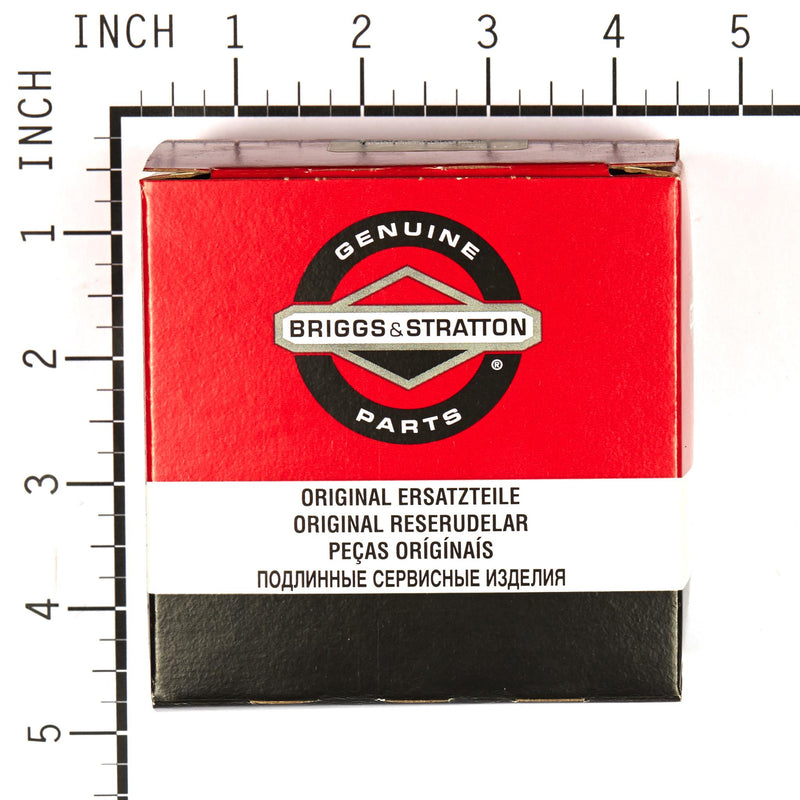 INCH 1 2 3 4 5
INCH
1
2
3
4
5
GENUINE
BRIGGS & STRATTON
®
PARTS
ORIGINAL ERSATZTEILE
ORIGINAL RESERUDELAR
PEÇAS ORÍGÍNAÍS
ПОДЛИННЫЕ СЕРВИСНЫЕ ИЗДЕЛИЯ